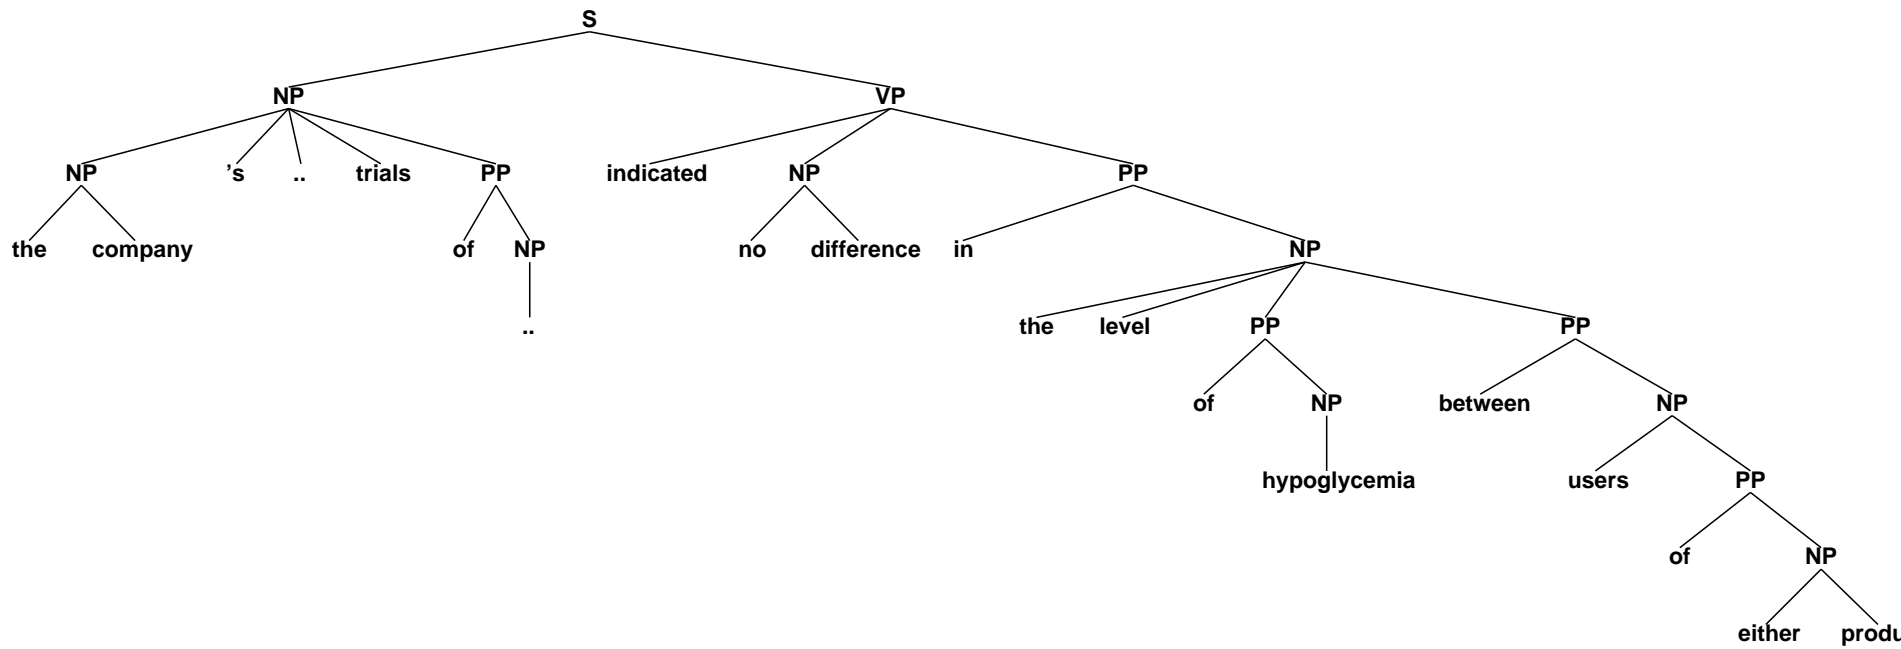 S
NP VP
NP 's .. trials PP indicated NP PP
the company of NP no difference in NP
.. the level PP PP
of NP between NP
hypoglycemia users PP
of NP
either produ